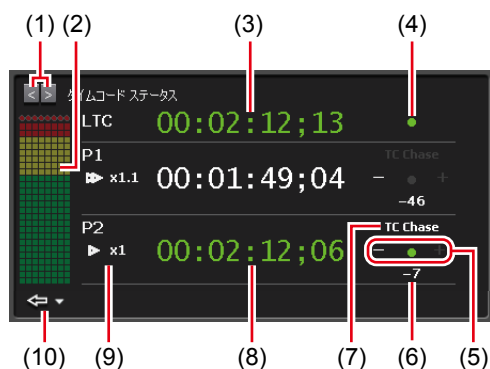 (1) (2) (3) (4)
< > タイムコード ステータス
LTC 00:02:12;13
P1 TC Chase
x1.1 00:01:49;04 − +
−46
P2 TC Chase
x1 00:02:12;06 − +
−7
(10) (9) (8) (7) (6) (5)